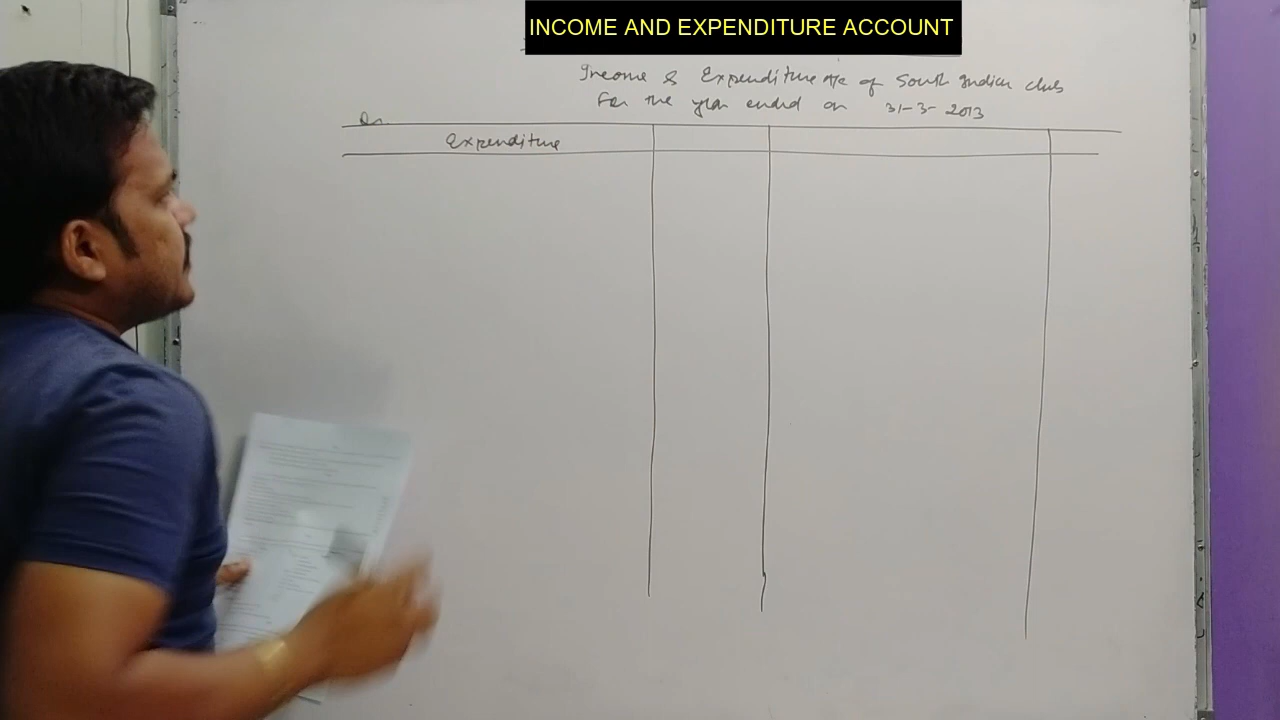 INCOME AND EXPENDITURE ACCOUNT
Income & Expenditure A/c of South Indian club
For the year ended on 31-3-2013
Dr.
Expenditure